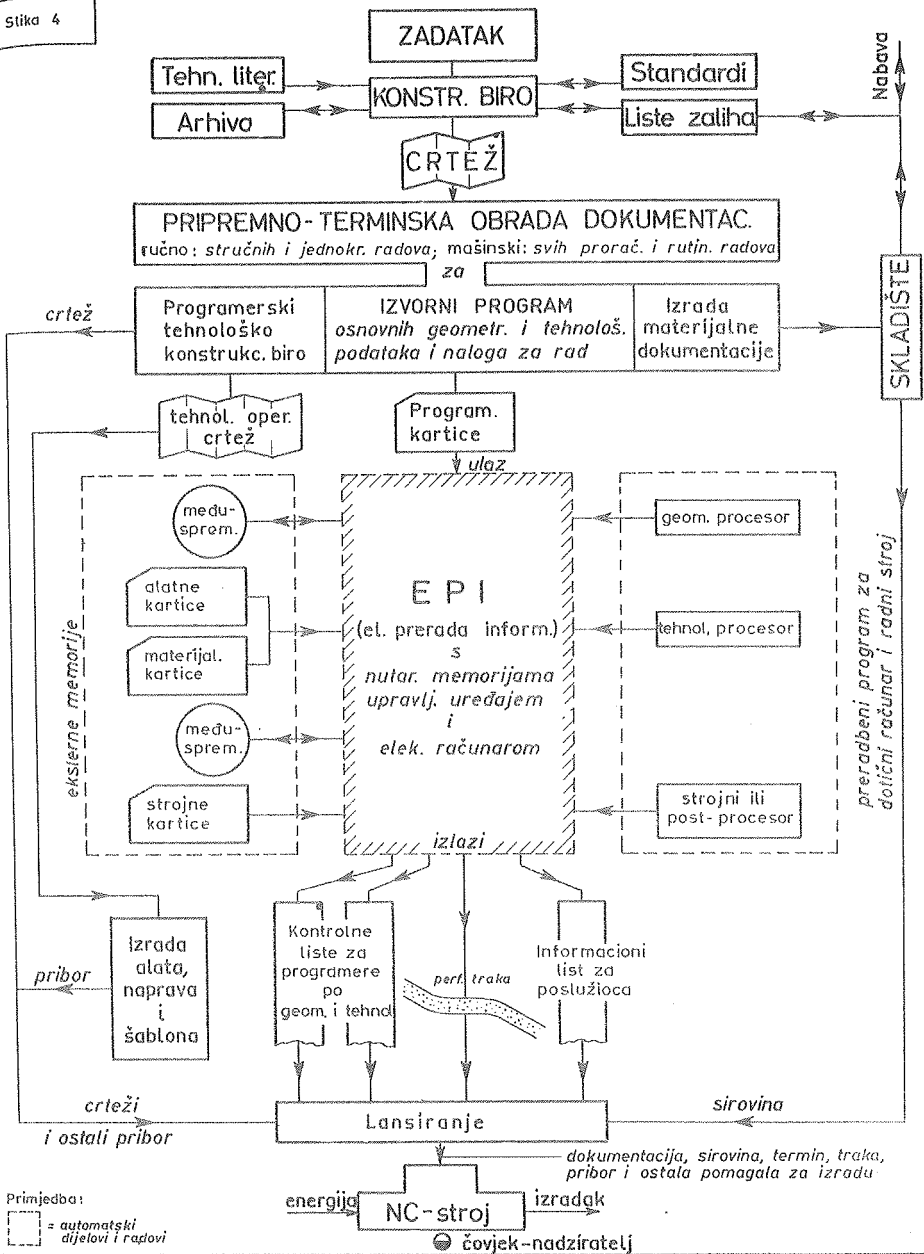 Slika 4
ZADATAK
Tehn. liter.
KONSTR. BIRO
Standardi
Arhiva
Liste zaliha
Nabava
CRTEŽ
PRIPREMNO-TERMINSKA OBRADA DOKUMENTAC.
ručno: stručnih i jednokr. radova; mašinski: svih prorač. i rutin. radova
za
crtež
Programerski
tehnološko
konstrukc. biro
IZVORNI PROGRAM
osnovnih geometr. i tehnološ.
podataka i naloga za rad
Izrada
materijalne
dokumentacije
SKLADIŠTE
tehnol. oper.
crtež
Program.
kartice
ulaz
eksterne memorije
među-
sprem.
alatne
kartice
materijal.
kartice
među-
sprem.
strojne
kartice
EPI
(el. prerada inform.)
s
nutar. memorijama
upravlj. uređajem
i
elek. računarom
izlazi
geom. procesor
tehnol. procesor
strojni ili
post-procesor
preradbeni program za
dotični računar i radni stroj
Izrada
alata,
naprava
i
šablona
pribor
Kontrolne
liste za
programere
po
geom. i tehnol
perf. traka
Informacioni
list za
poslužioca
crteži
i ostali pribor
Lansiranje
sirovina
dokumentacija, sirovina, termin, traka,
pribor i ostala pomagala za izradu
energija
NC-stroj
izradak
čovjek-nadziratelj
Primjedba:
= automatski
dijelovi i radovi